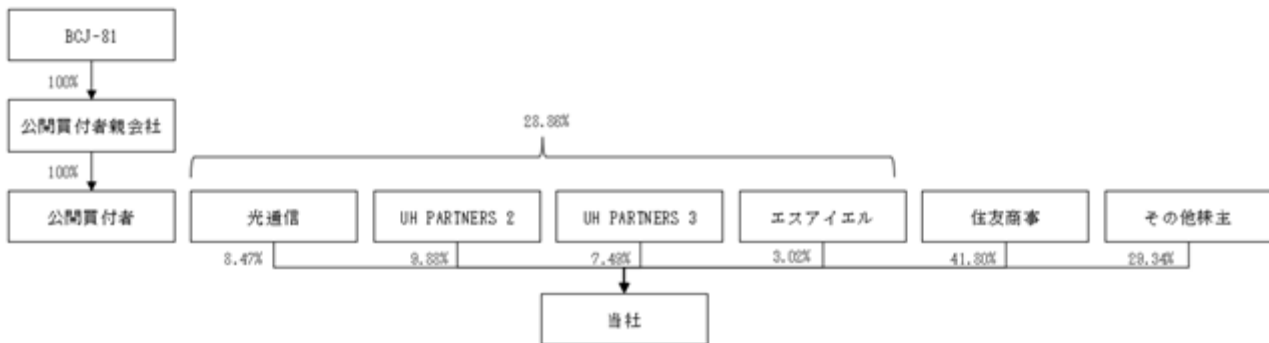 BCJ-81
100%
公開買付者親会社
28.86%
100%
公開買付者
光通信
UH PARTNERS 2
UH PARTNERS 3
エスアイエル
住友商事
その他株主
8.47%
9.88%
7.49%
3.02%
41.80%
29.34%
当社